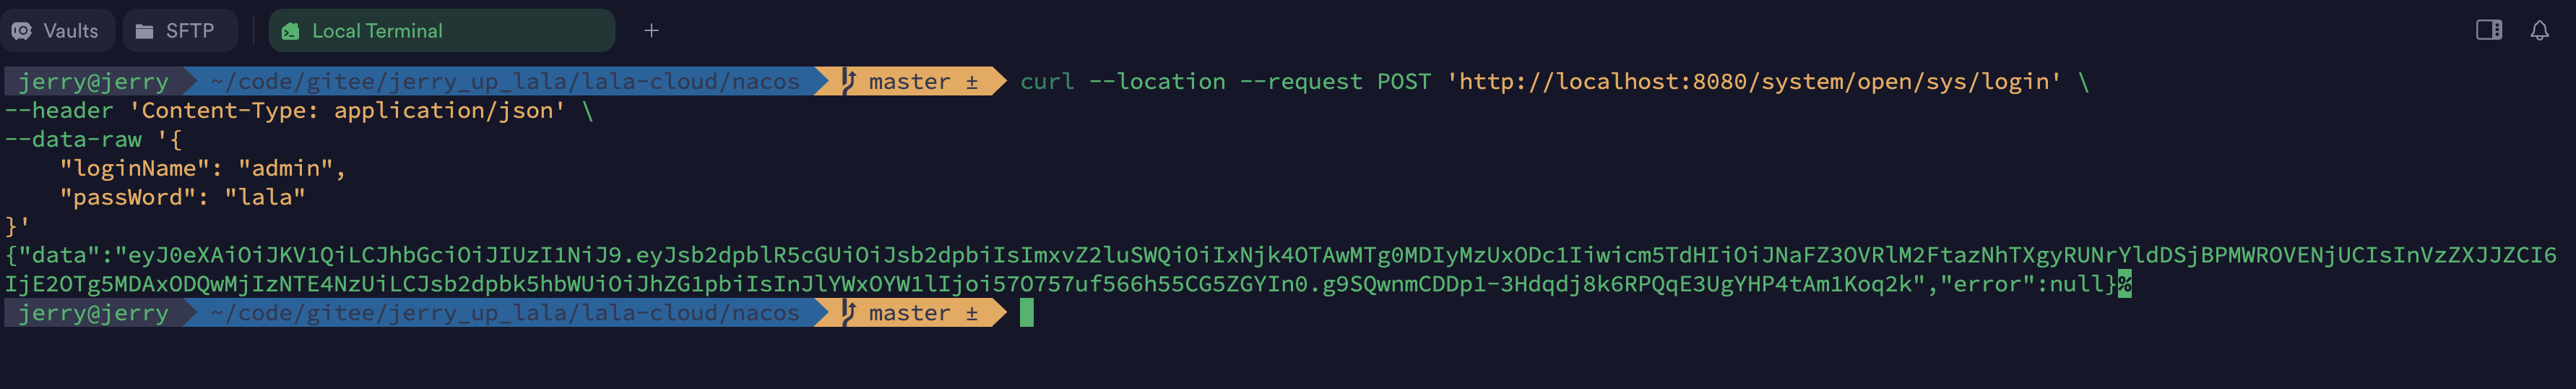 Vaults SFTP Local Terminal +
jerry@jerry ~/code/gitee/jerry_up_lala/lala-cloud/nacos master ± curl --location --request POST 'http://localhost:8080/system/open/sys/login' \
--header 'Content-Type: application/json' \
--data-raw '{
    "loginName": "admin",
    "passWord": "lala"
}'
{"data":"eyJ0eXAiOiJKV1QiLCJhbGciOiJIUzI1NiJ9.eyJsb2dpblR5cGUiOiJsb2dpbiIsImxvZ2luSWQiOiIxNjk4OTAwMTg0MDIyMzUxODc1Iiwicm5TdHIiOiJNaFZ3OVRlM2FtazNhTXgyRUNrYldDSjBPMWROVENjUCIsInVzZXJJZCI6
IjE2OTg5MDAxODQwMjIzNTE4NzUiLCJsb2dpbk5hbWUiOiJhZG1pbiIsInJlYWxOYW1lIjoi57O757uf566h55CG5ZGYIn0.g9SQwnmCDDp1-3Hdqdj8k6RPQqE3UgYHP4tAm1Koq2k","error":null}%
jerry@jerry ~/code/gitee/jerry_up_lala/lala-cloud/nacos master ±